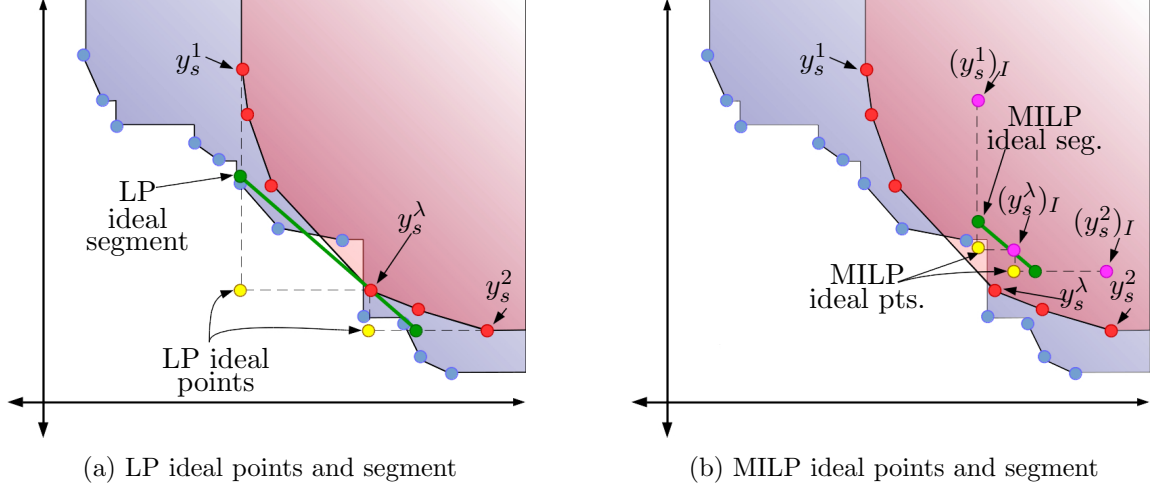 y_s^1
LP
ideal
segment
y_s^λ
y_s^2
LP ideal
points
(a) LP ideal points and segment
y_s^1
(y_s^1)_I
MILP
ideal seg.
(y_s^λ)_I
(y_s^2)_I
MILP
ideal pts.
y_s^λ
y_s^2
(b) MILP ideal points and segment